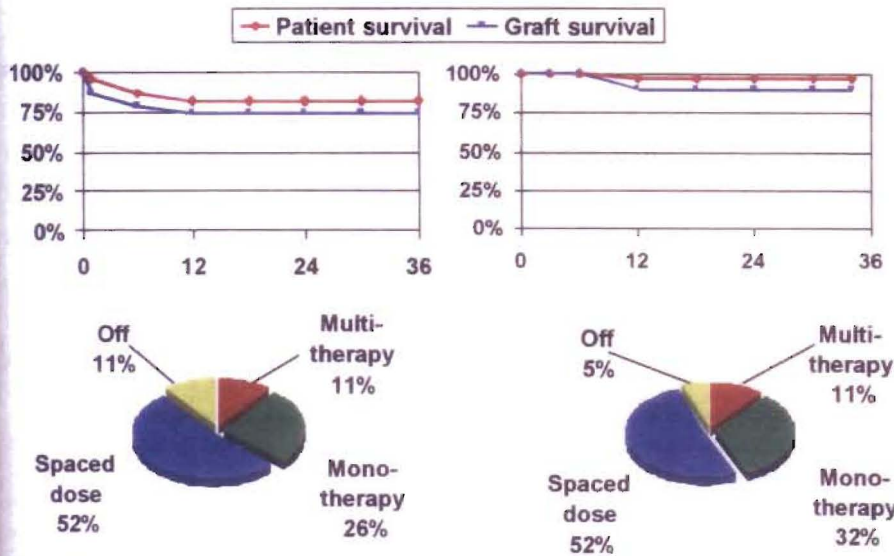 Patient survival Graft survival
100%
75%
50%
25%
0%
0 12 24 36
100%
75%
50%
25%
0%
0 12 24 36
Off
11%
Multi-
therapy
11%
Spaced
dose
52%
Mono-
therapy
26%
Off
5%
Multi-
therapy
11%
Spaced
dose
52%
Mono-
therapy
32%